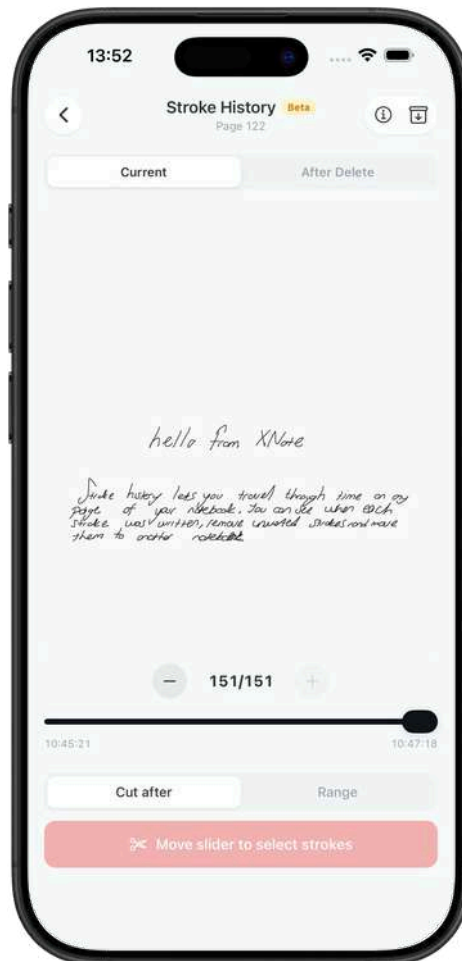 13:52
Stroke History Beta
Page 122
Current After Delete
hello from XNote
Stroke history lets you travel through time on any
page of your notebook. You can see when each
stroke was written, remove unwanted strokes and move
them to another notebook
151/151
10:45:21 10:47:18
Cut after Range
Move slider to select strokes